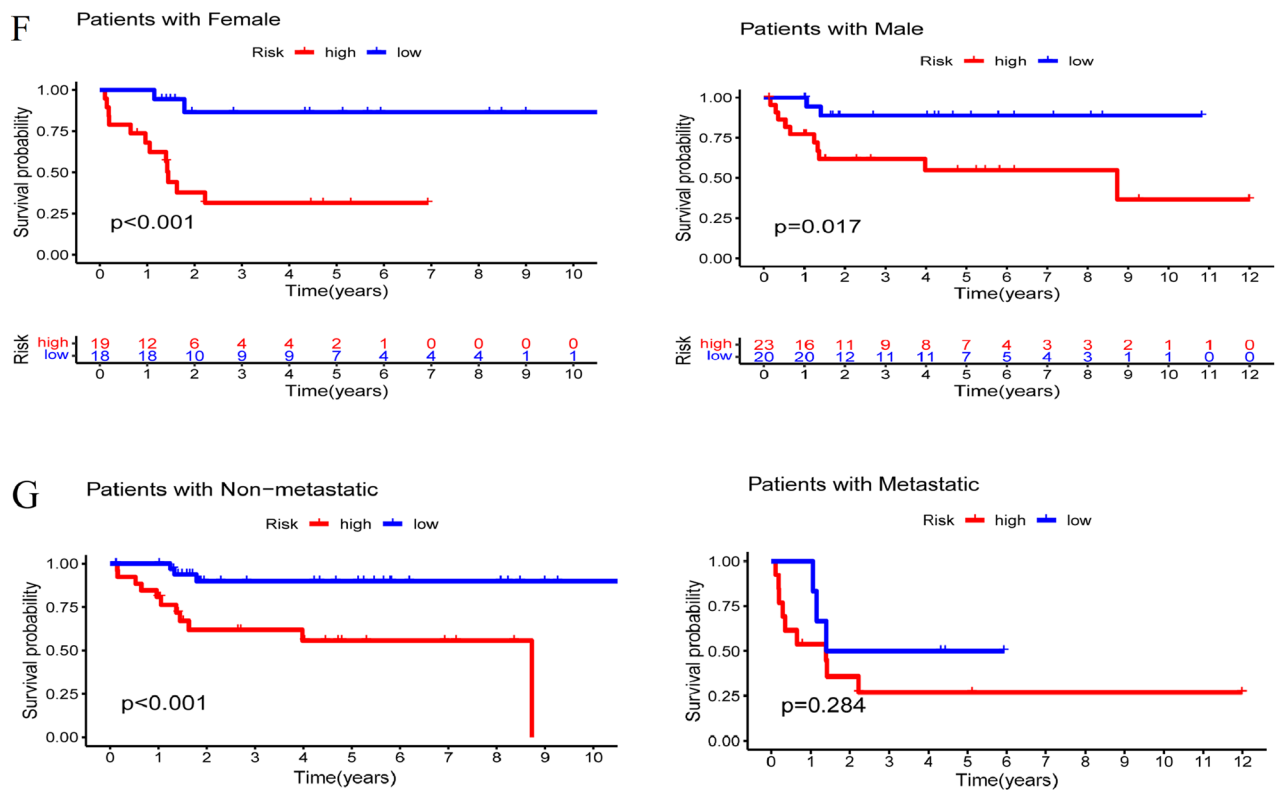 F
Patients with Female
Risk high low
Survival probability
1.00
0.75
0.50
0.25
0.00
p<0.001
0 1 2 3 4 5 6 7 8 9 10
Time(years)
Risk
high 19 12 6 4 4 2 1 0 0 0 0
low 18 18 10 9 9 7 4 4 4 1 1
0 1 2 3 4 5 6 7 8 9 10
Time(years)
Patients with Male
Risk high low
Survival probability
1.00
0.75
0.50
0.25
0.00
p=0.017
0 1 2 3 4 5 6 7 8 9 10 11 12
Time(years)
Risk
high 23 16 11 9 8 7 4 3 3 2 1 1 0
low 20 20 12 11 11 7 5 4 3 1 1 0 0
0 1 2 3 4 5 6 7 8 9 10 11 12
Time(years)
G
Patients with Non-metastatic
Risk high low
Survival probability
1.00
0.75
0.50
0.25
0.00
p<0.001
0 1 2 3 4 5 6 7 8 9 10
Time(years)
Patients with Metastatic
Risk high low
Survival probability
1.00
0.75
0.50
0.25
0.00
p=0.284
0 1 2 3 4 5 6 7 8 9 10 11 12
Time(years)